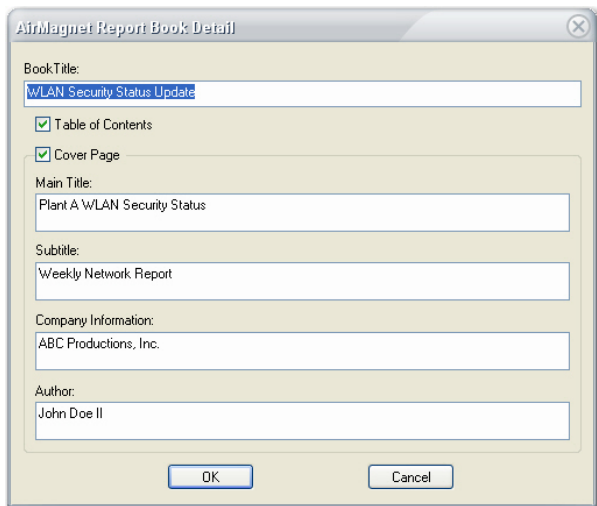 AirMagnet Report Book Detail
BookTitle:
WLAN Security Status Update
Table of Contents
Cover Page
Main Title:
Plant A WLAN Security Status
Subtitle:
Weekly Network Report
Company Information:
ABC Productions, Inc.
Author:
John Doe II
OK
Cancel